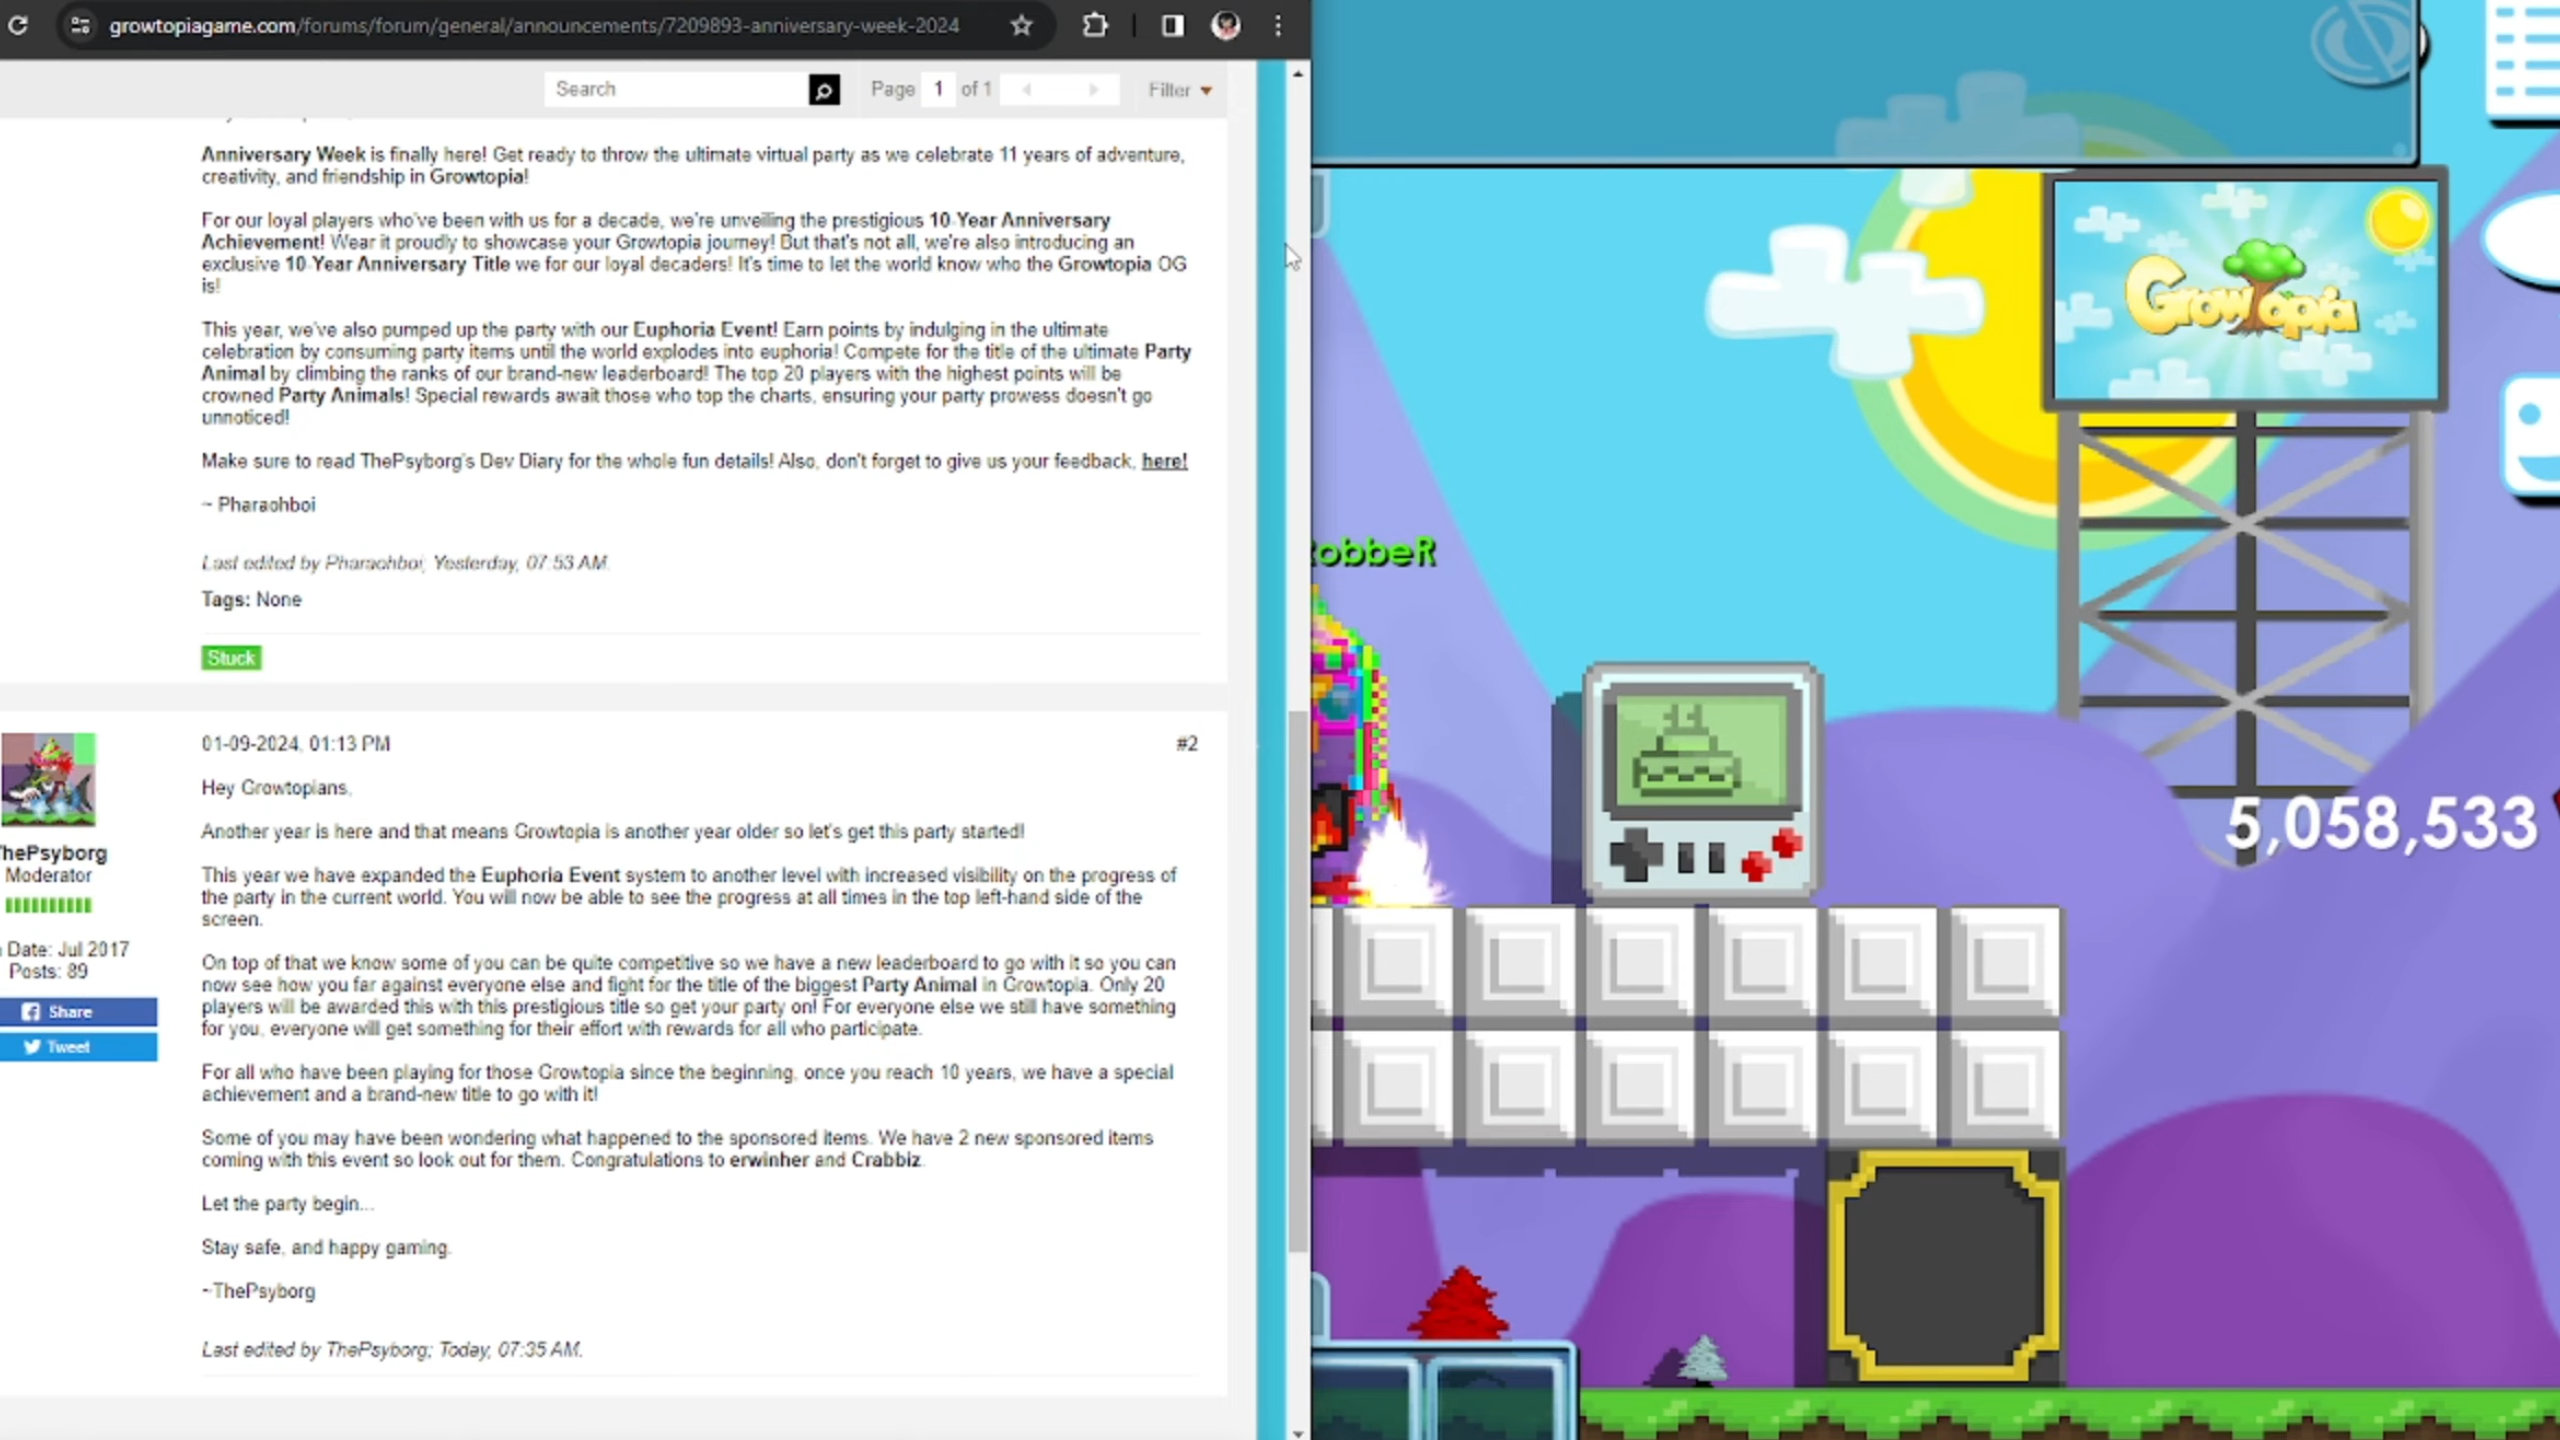 growtopiagame.com/forums/forum/general/announcements/7209893-anniversary-week-2024
Search
Page 1 of 1
Filter
Anniversary Week is finally here! Get ready to throw the ultimate virtual party as we celebrate 11 years of adventure,
creativity, and friendship in Growtopia!
For our loyal players who've been with us for a decade, we're unveiling the prestigious 10-Year Anniversary
Achievement! Wear it proudly to showcase your Growtopia journey! But that's not all, we're also introducing an
exclusive 10-Year Anniversary Title we for our loyal decaders! It's time to let the world know who the Growtopia OG
is!
This year, we've also pumped up the party with our Euphoria Event! Earn points by indulging in the ultimate
celebration by consuming party items until the world explodes into euphoria! Compete for the title of the ultimate Party
Animal by climbing the ranks of our brand-new leaderboard! The top 20 players with the highest points will be
crowned Party Animals! Special rewards await those who top the charts, ensuring your party prowess doesn't go
unnoticed!
Make sure to read ThePsyborg's Dev Diary for the whole fun details! Also, don't forget to give us your feedback, here!
~ Pharaohboi
Last edited by Pharaohboi; Yesterday, 07:53 AM.
Tags: None
Stuck
hePsyborg
Moderator
Date: Jul 2017
Posts: 89
Share
Tweet
01-09-2024, 01:13 PM
#2
Hey Growtopians,
Another year is here and that means Growtopia is another year older so let's get this party started!
This year we have expanded the Euphoria Event system to another level with increased visibility on the progress of
the party in the current world. You will now be able to see the progress at all times in the top left-hand side of the
screen.
On top of that we know some of you can be quite competitive so we have a new leaderboard to go with it so you can
now see how you far against everyone else and fight for the title of the biggest Party Animal in Growtopia. Only 20
players will be awarded this with this prestigious title so get your party on! For everyone else we still have something
for you, everyone will get something for their effort with rewards for all who participate.
For all who have been playing for those Growtopia since the beginning, once you reach 10 years, we have a special
achievement and a brand-new title to go with it!
Some of you may have been wondering what happened to the sponsored items. We have 2 new sponsored items
coming with this event so look out for them. Congratulations to erwinher and Crabbiz.
Let the party begin...
Stay safe, and happy gaming.
~ThePsyborg
Last edited by ThePsyborg; Today, 07:35 AM.
Growtopia
obbeR
5,058,533